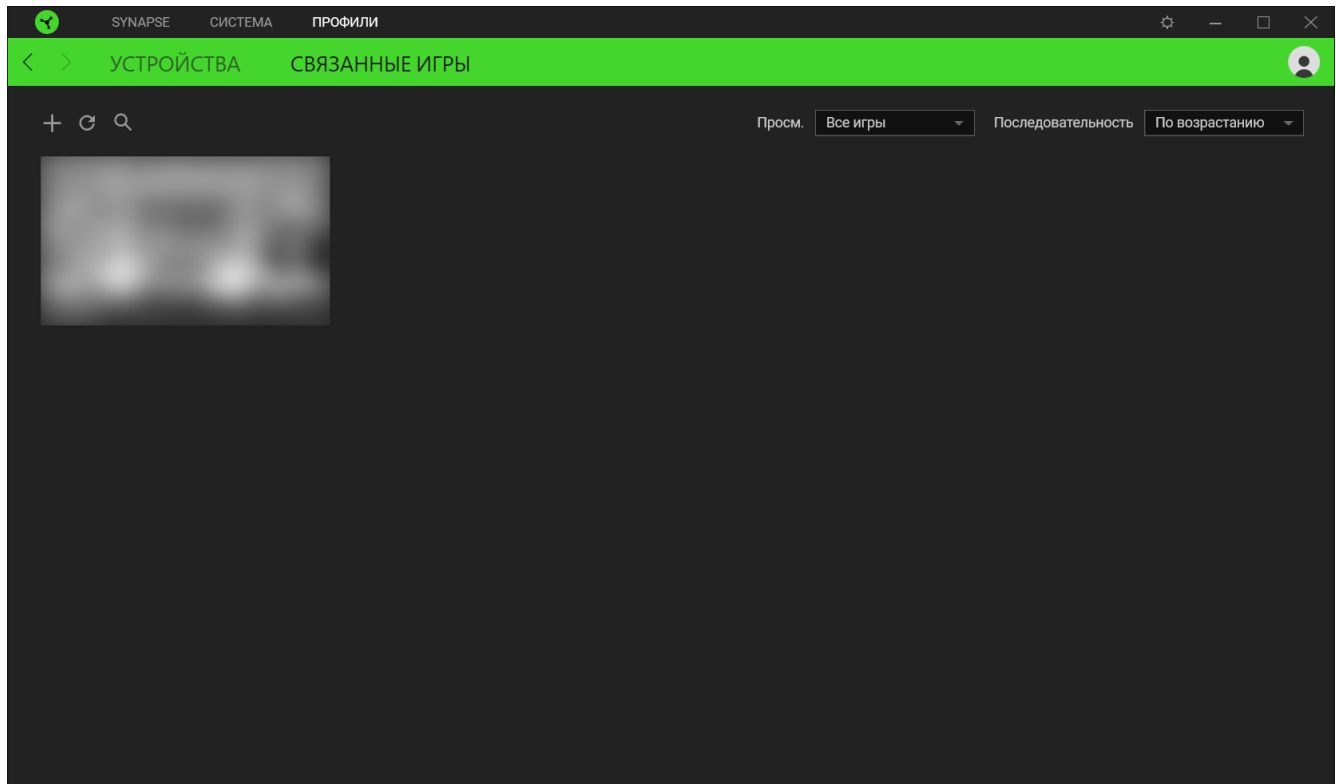 SYNAPSE СИСТЕМА ПРОФИЛИ
УСТРОЙСТВА СВЯЗАННЫЕ ИГРЫ
Просм. Все игры Последовательность По возрастанию